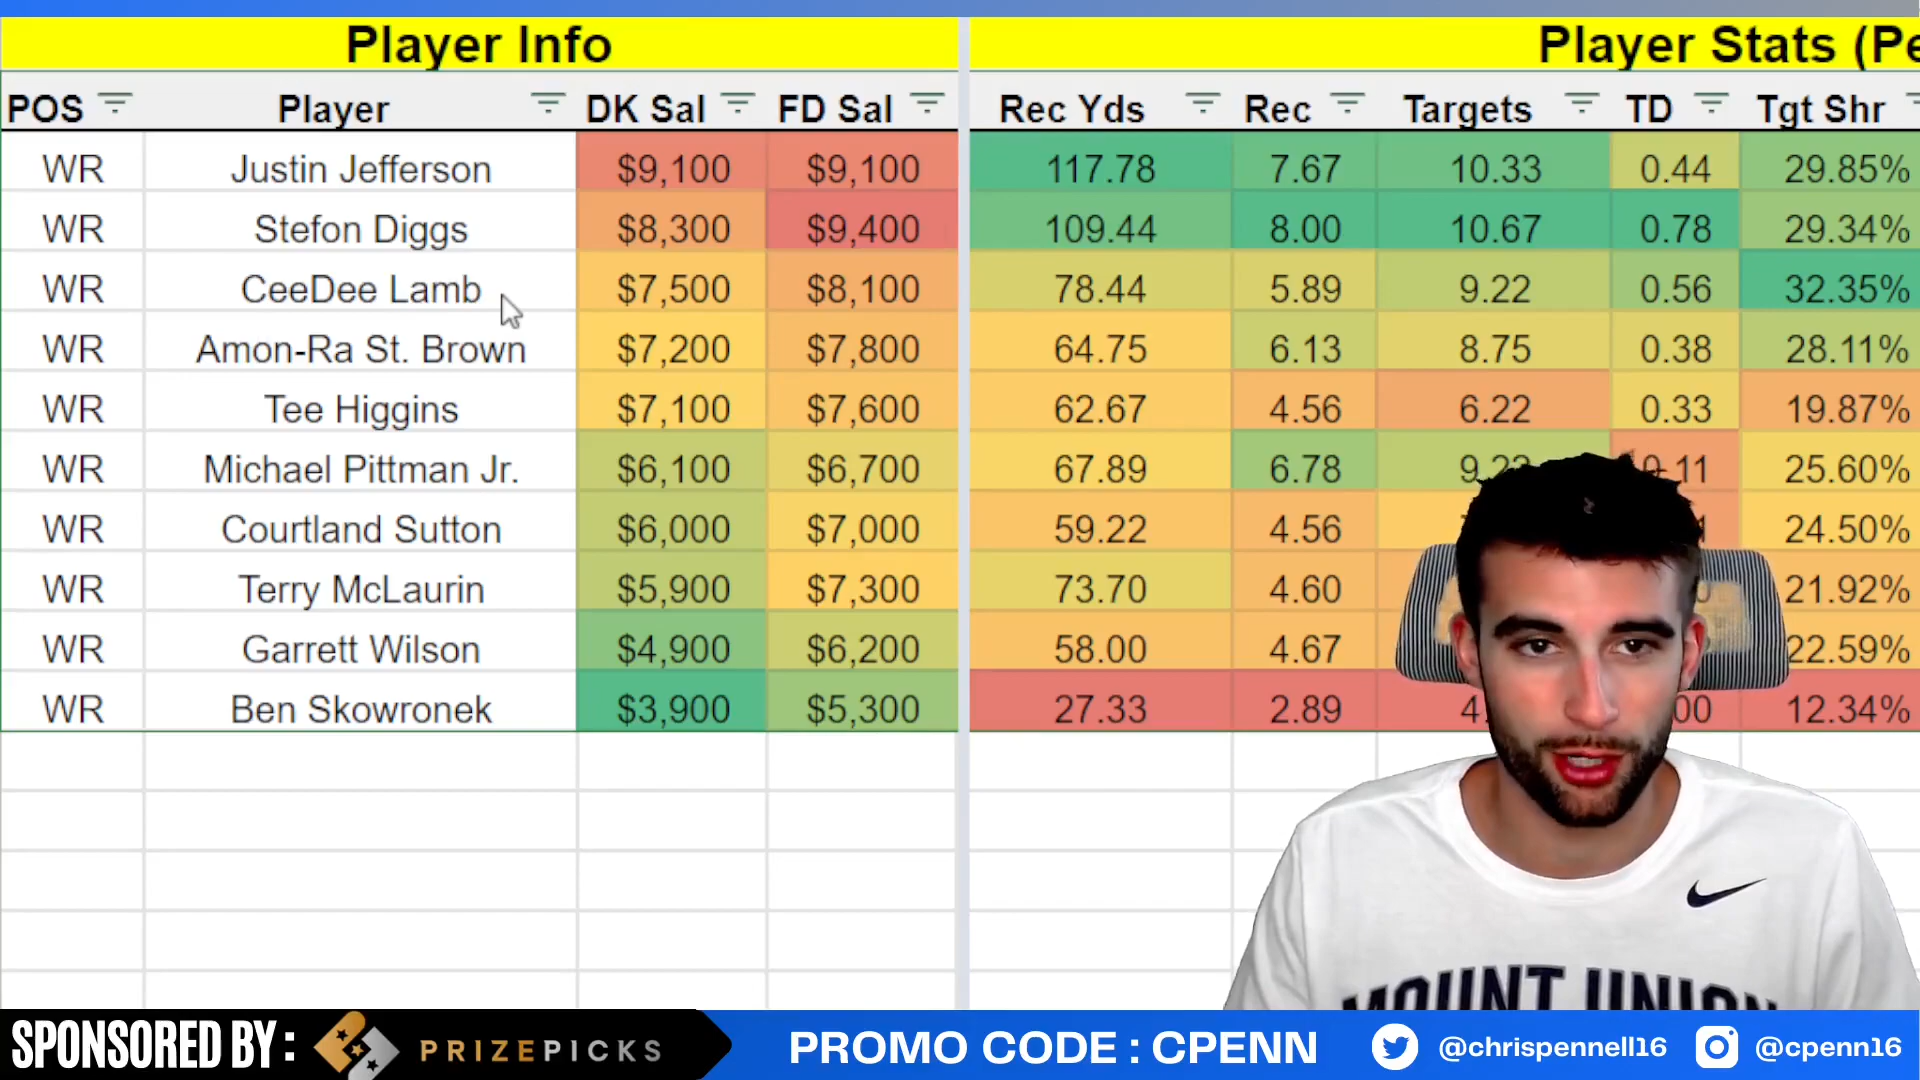 Player Info Player Stats (Pe
POS Player DK Sal FD Sal Rec Yds Rec Targets TD Tgt Shr
WR Justin Jefferson $9,100 $9,100 117.78 7.67 10.33 0.44 29.85%
WR Stefon Diggs $8,300 $9,400 109.44 8.00 10.67 0.78 29.34%
WR CeeDee Lamb $7,500 $8,100 78.44 5.89 9.22 0.56 32.35%
WR Amon-Ra St. Brown $7,200 $7,800 64.75 6.13 8.75 0.38 28.11%
WR Tee Higgins $7,100 $7,600 62.67 4.56 6.22 0.33 19.87%
WR Michael Pittman Jr. $6,100 $6,700 67.89 6.78 25.60%
WR Courtland Sutton $6,000 $7,000 59.22 4.56 24.50%
WR Terry McLaurin $5,900 $7,300 73.70 4.60 21.92%
WR Garrett Wilson $4,900 $6,200 58.00 4.67 22.59%
WR Ben Skowronek $3,900 $5,300 27.33 2.89 12.34%
MOUNT UNION
SPONSORED BY : PRIZEPICKS PROMO CODE : CPENN @chrispennell16 @cpenn16